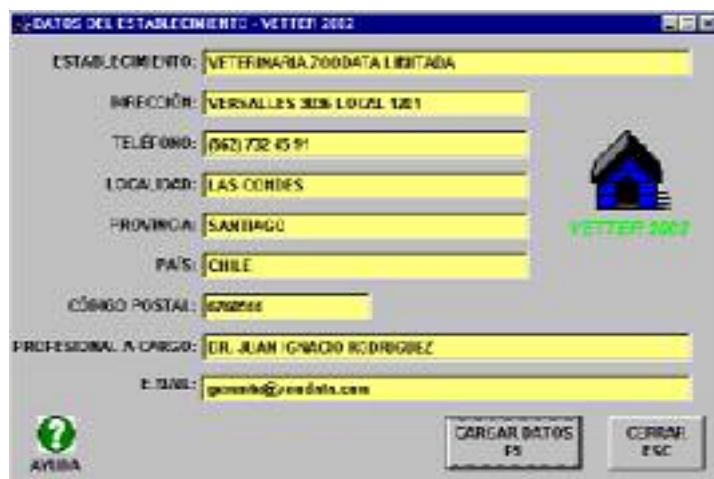 DATOS DEL ESTABLECIMIENTO - VETTER 2002
ESTABLECIMIENTO: VETERINARIA ZOODATA LIMITADA
DIRECCIÓN: VERSALLES 3036 LOCAL 1201
TELÉFONO: (562) 732 45 91
LOCALIDAD: LAS CONDES
VETTER 2002
PROVINCIA: SANTIAGO
PAÍS: CHILE
CÓDIGO POSTAL:
PROFESIONAL A CARGO: DR. JUAN IGNACIO RODRIGUEZ
E-MAIL:
AYUDA
CARGAR DATOS
F5
CERRAR
ESC